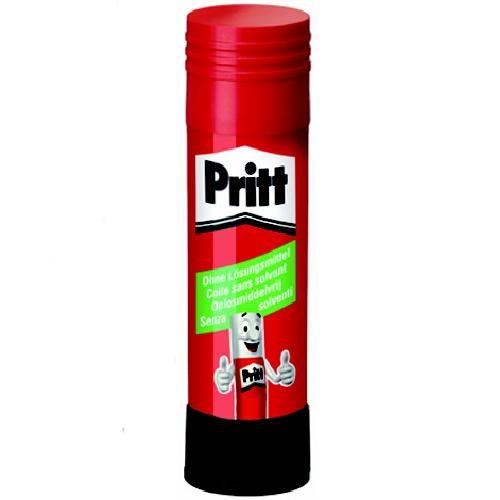 Pritt
Ohne Lösungsmittel
Colle sans solvant
Oplosmiddelvrij
Senza solventi
Pritt